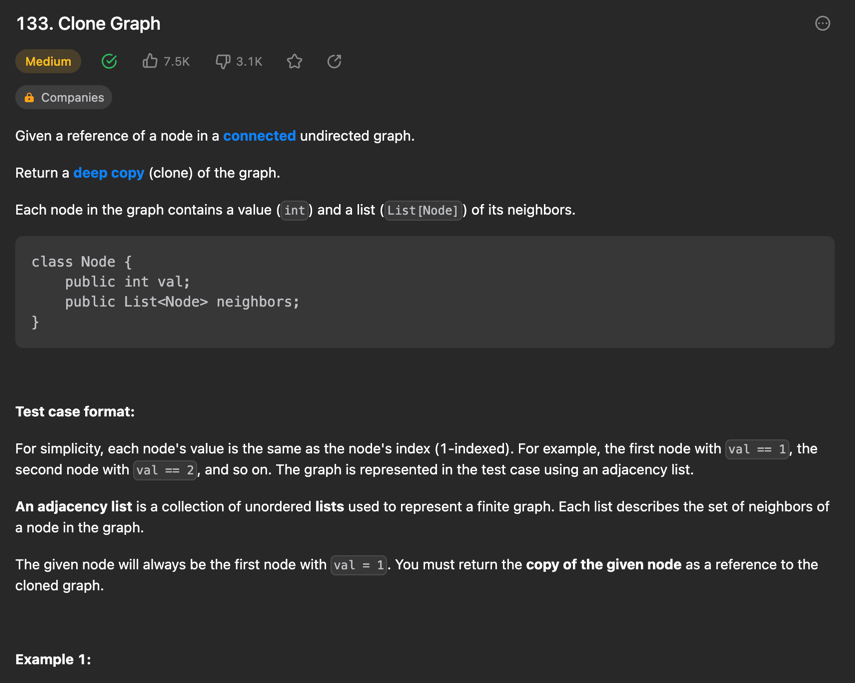 133. Clone Graph
Medium 7.5K 3.1K
Companies
Given a reference of a node in a connected undirected graph.
Return a deep copy (clone) of the graph.
Each node in the graph contains a value (int) and a list (List[Node]) of its neighbors.
class Node {
    public int val;
    public List<Node> neighbors;
}
Test case format:
For simplicity, each node's value is the same as the node's index (1-indexed). For example, the first node with val == 1, the
second node with val == 2, and so on. The graph is represented in the test case using an adjacency list.
An adjacency list is a collection of unordered lists used to represent a finite graph. Each list describes the set of neighbors of
a node in the graph.
The given node will always be the first node with val = 1. You must return the copy of the given node as a reference to the
cloned graph.
Example 1: